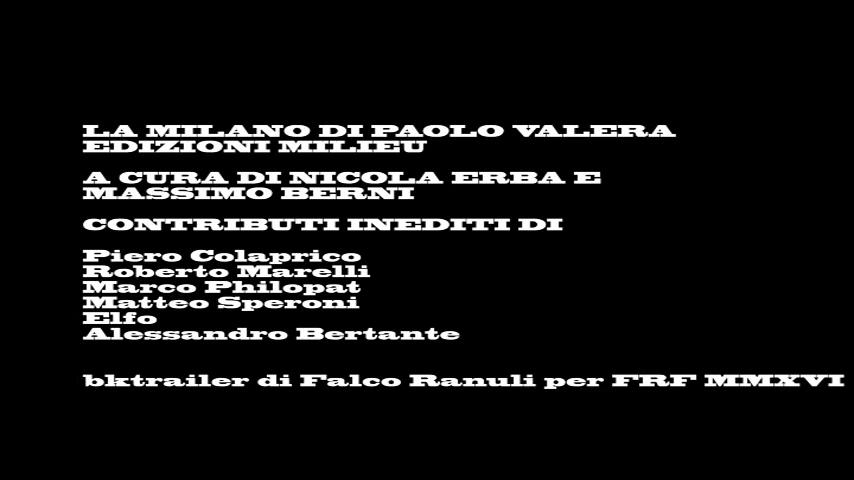 LA MILANO DI PAOLO VALERA
EDIZIONI MILIEU
A CURA DI NICOLA ERBA E
MASSIMO BERNI
CONTRIBUTI INEDITI DI
Piero Colaprico
Roberto Marelli
Marco Philopat
Matteo Speroni
Elfo
Alessandro Bertante
bktrailer di Falco Ranuli per FRF MMXVI